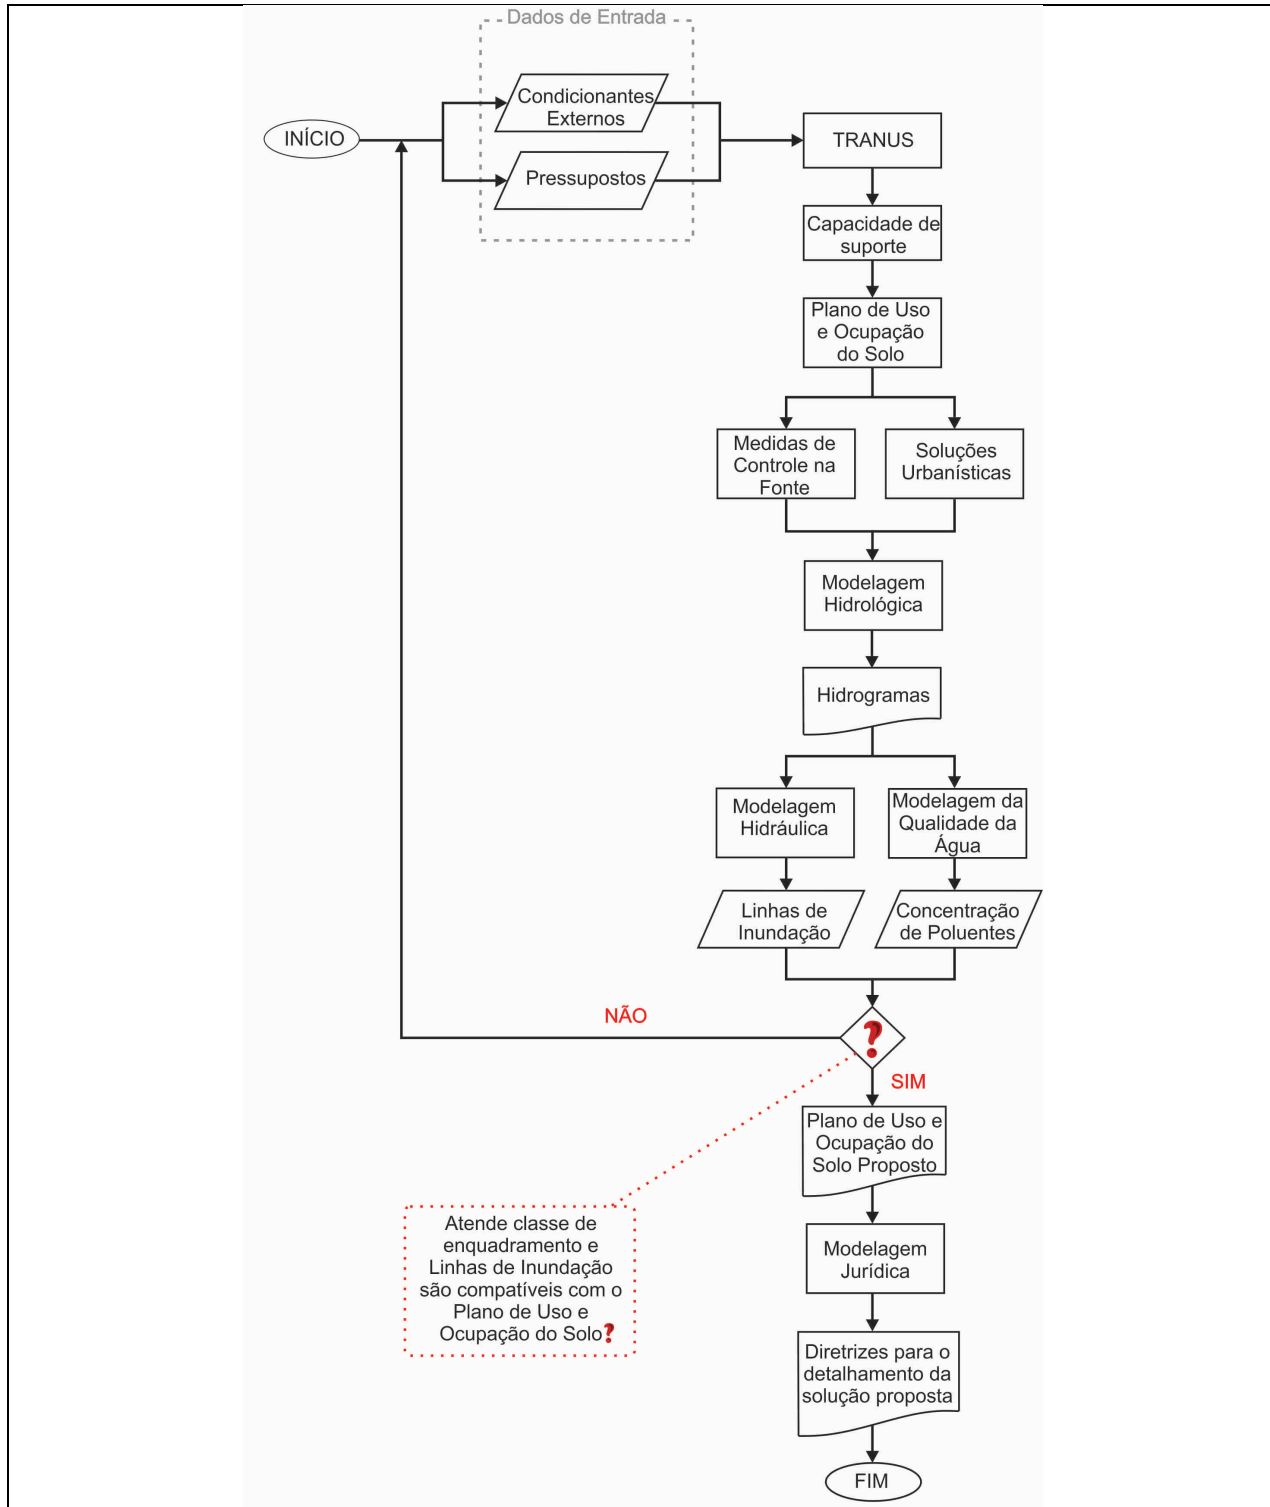 Dados de Entrada
Condicionantes
Externos
INÍCIO
TRANUS
Pressupostos
Capacidade de
suporte
Plano de Uso
e Ocupação
do Solo
Medidas de
Controle na
Fonte
Soluções
Urbanísticas
Modelagem
Hidrológica
Hidrogramas
Modelagem
Hidráulica
Modelagem da
Qualidade da
Água
Linhas de
Inundação
Concentração
de Poluentes
NÃO
?
SIM
Plano de Uso e
Ocupação do
Solo Proposto
Atende classe de
enquadramento e
Linhas de Inundação
são compatíveis com o
Plano de Uso e
Ocupação do Solo?
Modelagem
Jurídica
Diretrizes para o
detalhamento da
solução proposta
FIM